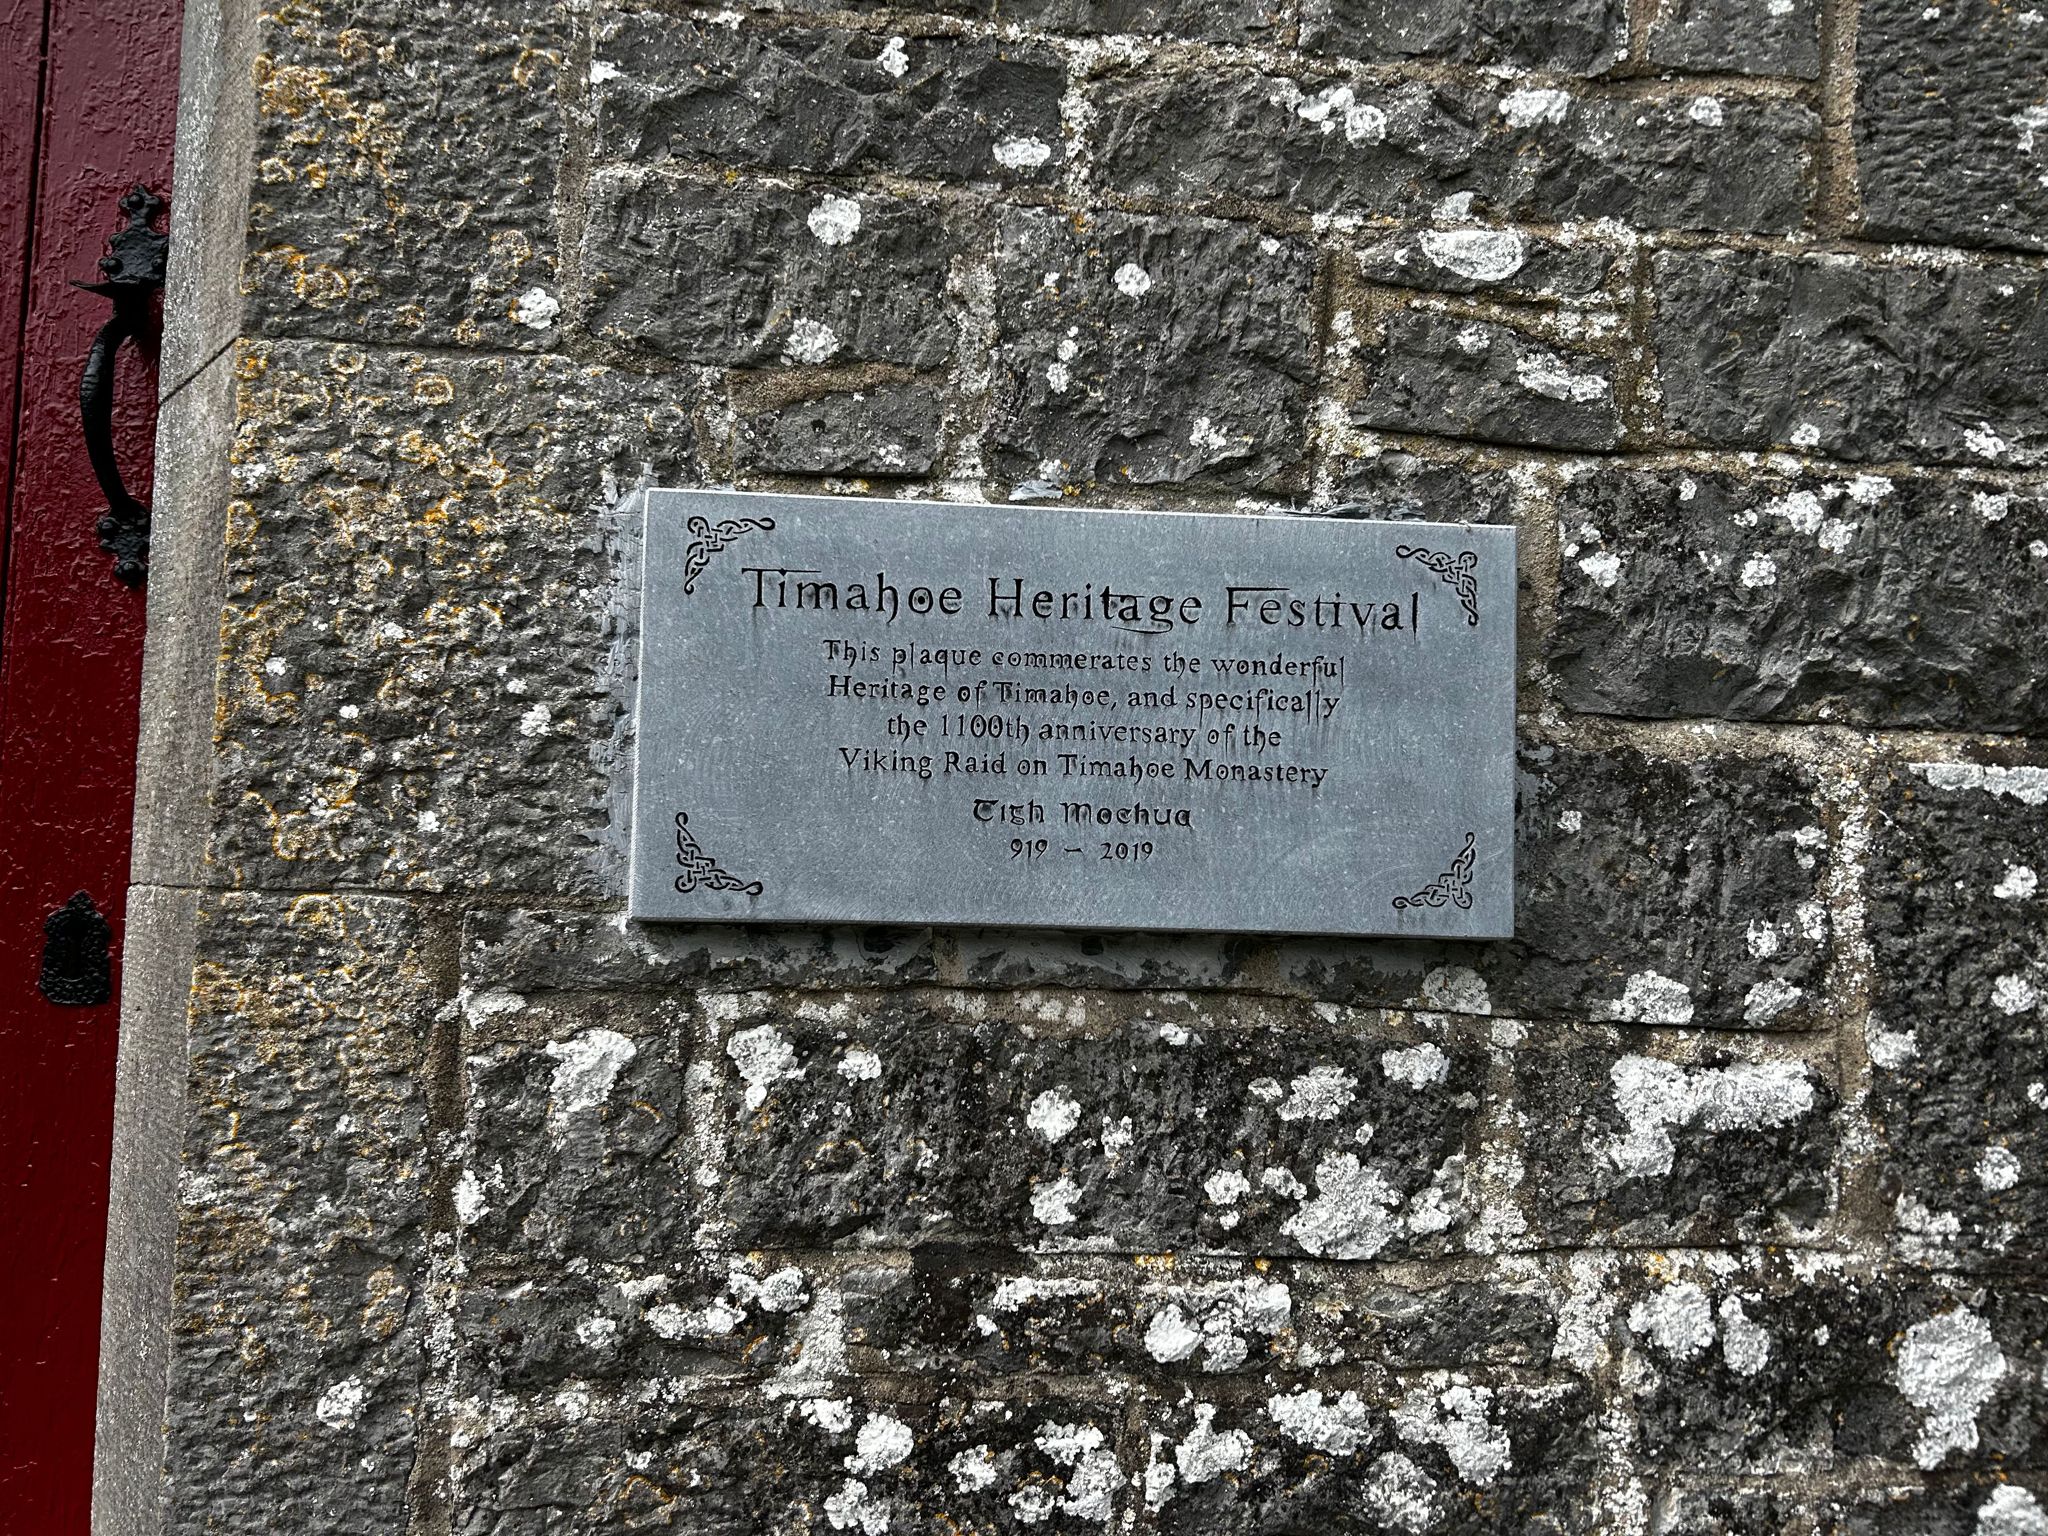 Timahoe Heritage Festival
This plaque commerates the wonderful
Heritage of Timahoe, and specifically
the 1100th anniversary of the
Viking Raid on Timahoe Monastery
Tigh Mochua
919 – 2019